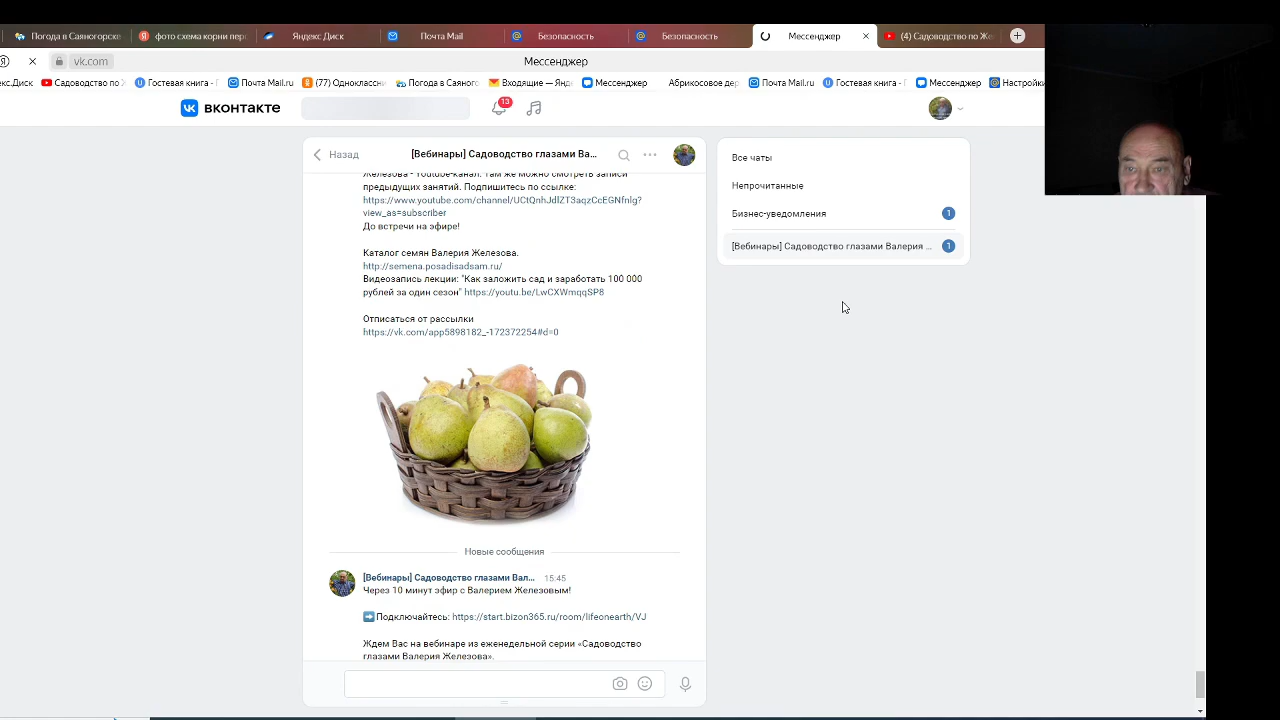 Погода в Саяногорске
фото схема корни перс
Яндекс Диск
Почта Mail
Безопасность
Безопасность
Мессенджер
(4) Садоводство по Же
vk.com
Мессенджер
кс.Диск
Садоводство по
Гостевая книга -
Почта Mail.ru
(77) Одноклассн
Погода в Саяног
Входящие — Янд
Мессенджер
Абрикосовое дер
Почта Mail.ru
Гостевая книга - Г
Мессенджер
Настройки
вконтакте
13
Назад
[Вебинары] Садоводство глазами Ва...
Железова - Youtube-канал. Там же можно смотреть записи
предыдущих занятий. Подпишитесь по ссылке:
https://www.youtube.com/channel/UCtQnhJdlZT3aqzCcEGNfnlg?
view_as=subscriber
До встречи на эфире!
Каталог семян Валерия Железова.
http://semena.posadisadsam.ru/
Видеозапись лекции: "Как заложить сад и заработать 100 000
рублей за один сезон" https://youtu.be/LwCXWmqqSP8
Отписаться от рассылки
https://vk.com/app5898182_-172372254#d=0
Новые сообщения
[Вебинары] Садоводство глазами Вал... 15:45
Через 10 минут эфир с Валерием Железовым!
Подключайтесь: https://start.bizon365.ru/room/lifeonearth/VJ
Ждем Вас на вебинаре из еженедельной серии «Садоводство
глазами Валерия Железова».
Все чаты
Непрочитанные
Бизнес-уведомления 1
[Вебинары] Садоводство глазами Валерия ... 1